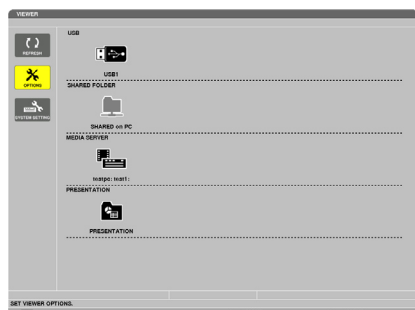 VIEWER
USB
REFRESH
USB1
OPTIONS
SHARED FOLDER
SYSTEM SETTING
SHARED on PC
MEDIA SERVER
testpc: test1:
PRESENTATION
PRESENTATION
SET VIEWER OPTIONS.